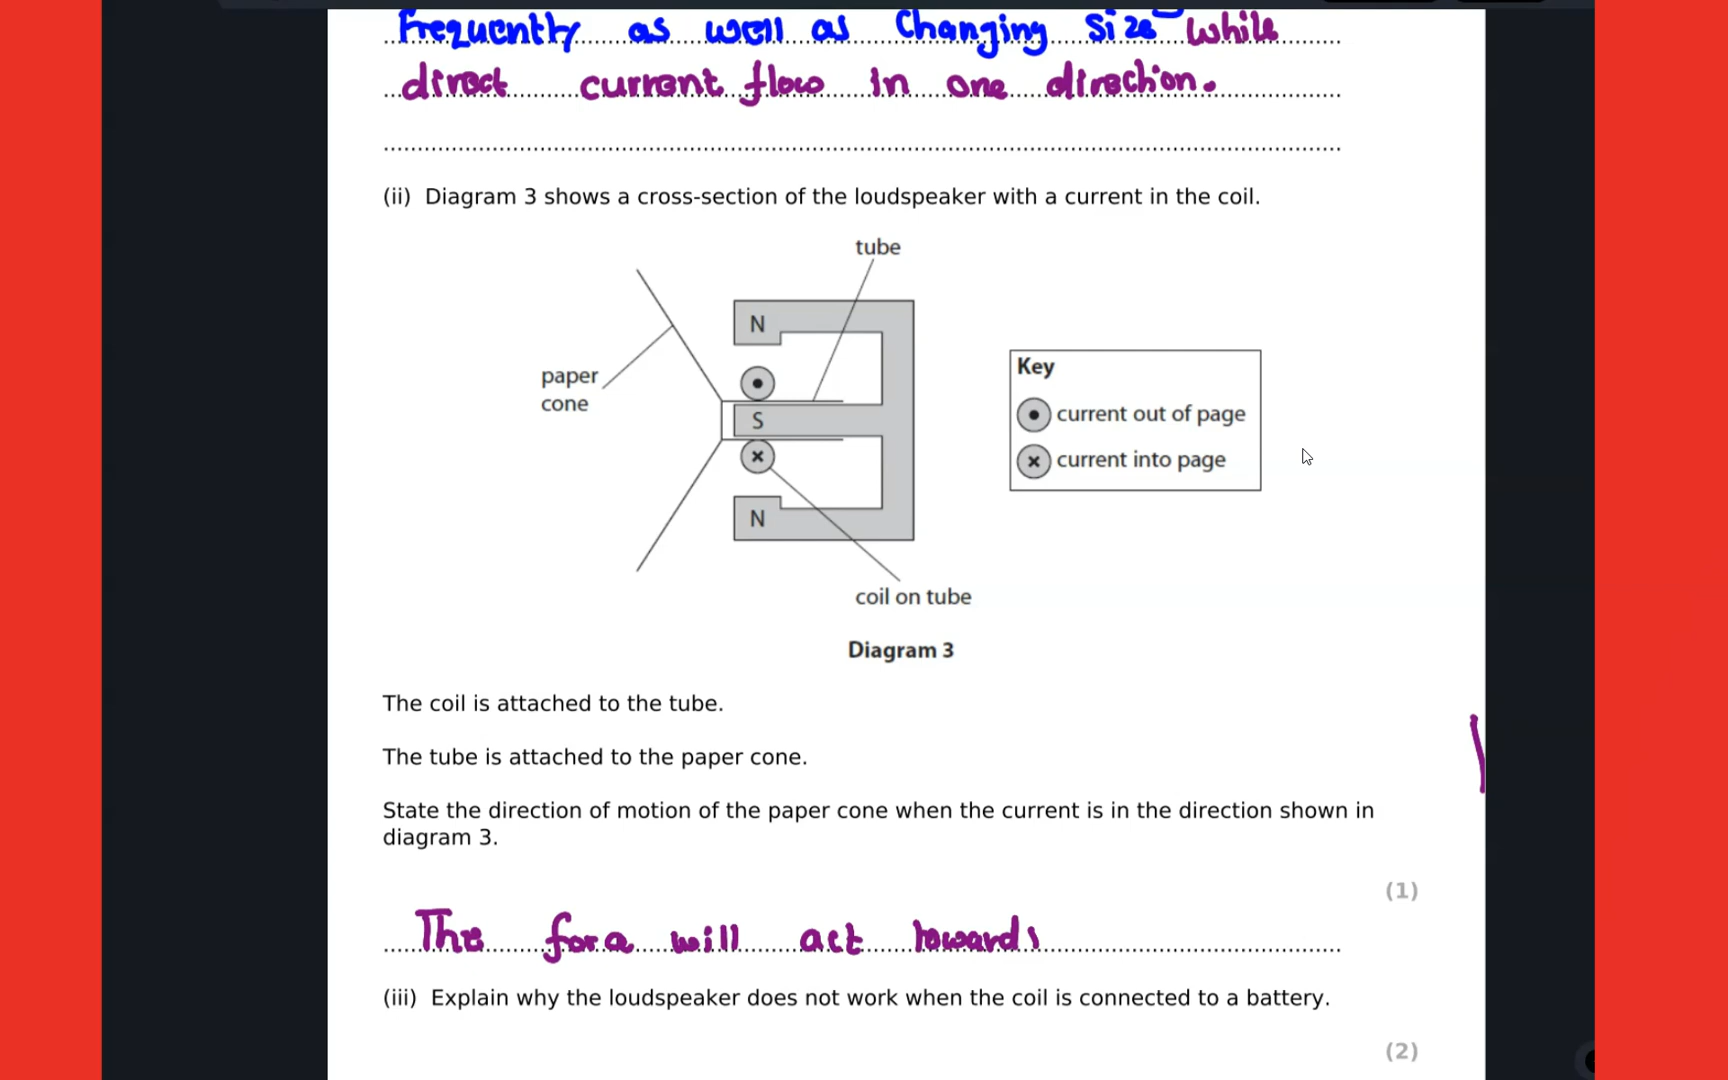 Frequently as well as Changing Size while
direct current flow in one direction.
(ii) Diagram 3 shows a cross-section of the loudspeaker with a current in the coil.
tube
N
paper
cone
S
N
Key
current out of page
current into page
coil on tube
Diagram 3
The coil is attached to the tube.
The tube is attached to the paper cone.
State the direction of motion of the paper cone when the current is in the direction shown in
diagram 3.
(1)
The force will act towards
(iii) Explain why the loudspeaker does not work when the coil is connected to a battery.
(2)